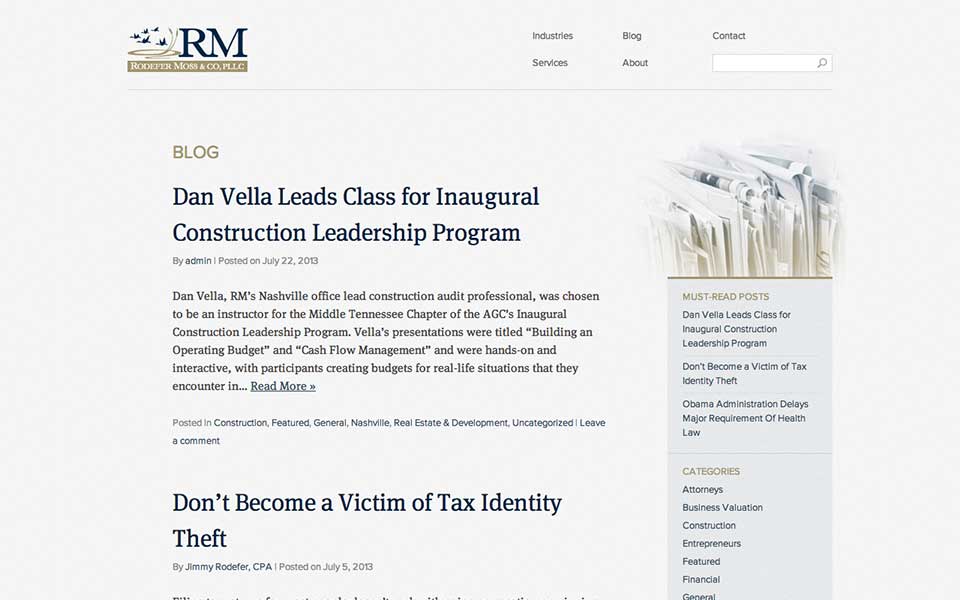 RM
RODEFER MOSS & CO, PLLC
Industries
Blog
Contact
Services
About
BLOG
Dan Vella Leads Class for Inaugural
Construction Leadership Program
By admin | Posted on July 22, 2013
Dan Vella, RM’s Nashville office lead construction audit professional, was chosen
to be an instructor for the Middle Tennessee Chapter of the AGC’s Inaugural
Construction Leadership Program. Vella’s presentations were titled “Building an
Operating Budget” and “Cash Flow Management” and were hands-on and
interactive, with participants creating budgets for real-life situations that they
encounter in... Read More »
Posted in Construction, Featured, General, Nashville, Real Estate & Development, Uncategorized | Leave
a comment
Don’t Become a Victim of Tax Identity
Theft
By Jimmy Rodefer, CPA | Posted on July 5, 2013
MUST-READ POSTS
Dan Vella Leads Class for
Inaugural Construction
Leadership Program
Don’t Become a Victim of Tax
Identity Theft
Obama Administration Delays
Major Requirement Of Health
Law
CATEGORIES
Attorneys
Business Valuation
Construction
Entrepreneurs
Featured
Financial
General